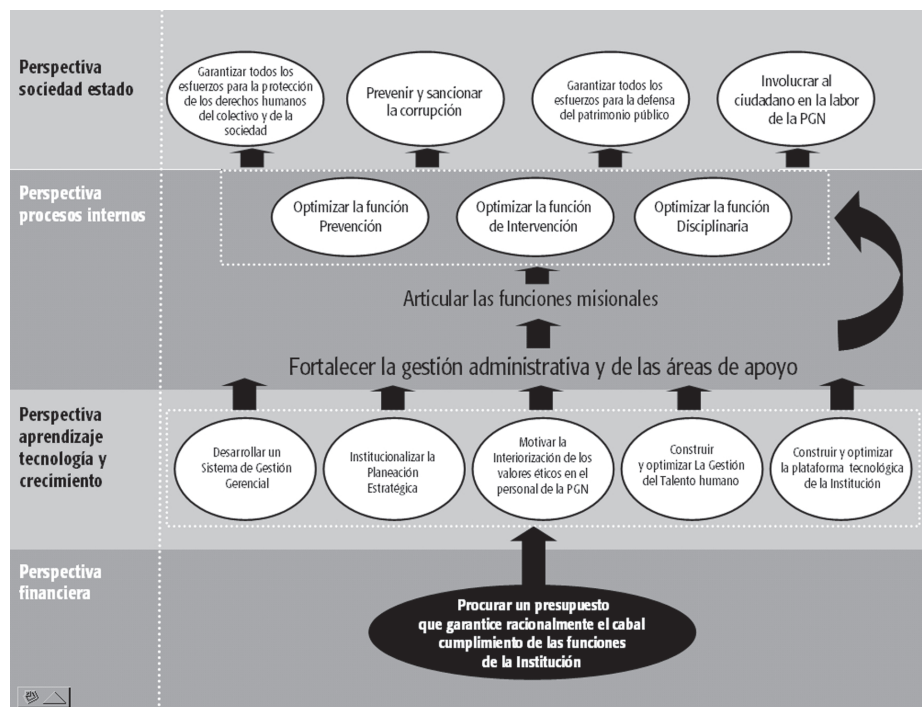 Perspectiva
sociedad estado
Garantizar todos los
esfuerzos para la protección
de los derechos humanos
del colectivo y de la
sociedad
Prevenir y sancionar
la corrupción
Garantizar todos los
esfuerzos para la defensa
del patrimonio público
Involucrar al
ciudadano en la labor
de la PGN
Perspectiva
procesos internos
Optimizar la función
Prevención
Optimizar la función
de Intervención
Optimizar la función
Disciplinaria
Articular las funciones misionales
Fortalecer la gestión administrativa y de las áreas de apoyo
Perspectiva
aprendizaje
tecnología y
crecimiento
Desarrollar un
Sistema de Gestión
Gerencial
Institucionalizar la
Planeación
Estratégica
Motivar la
Interiorización de los
valores éticos en el
personal de la PGN
Construir
y optimizar La Gestión
del Talento humano
Construir y optimizar
la plataforma tecnológica
de la Institución
Perspectiva
financiera
Procurar un presupuesto
que garantice racionalmente el cabal
cumplimiento de las funciones
de la Institución